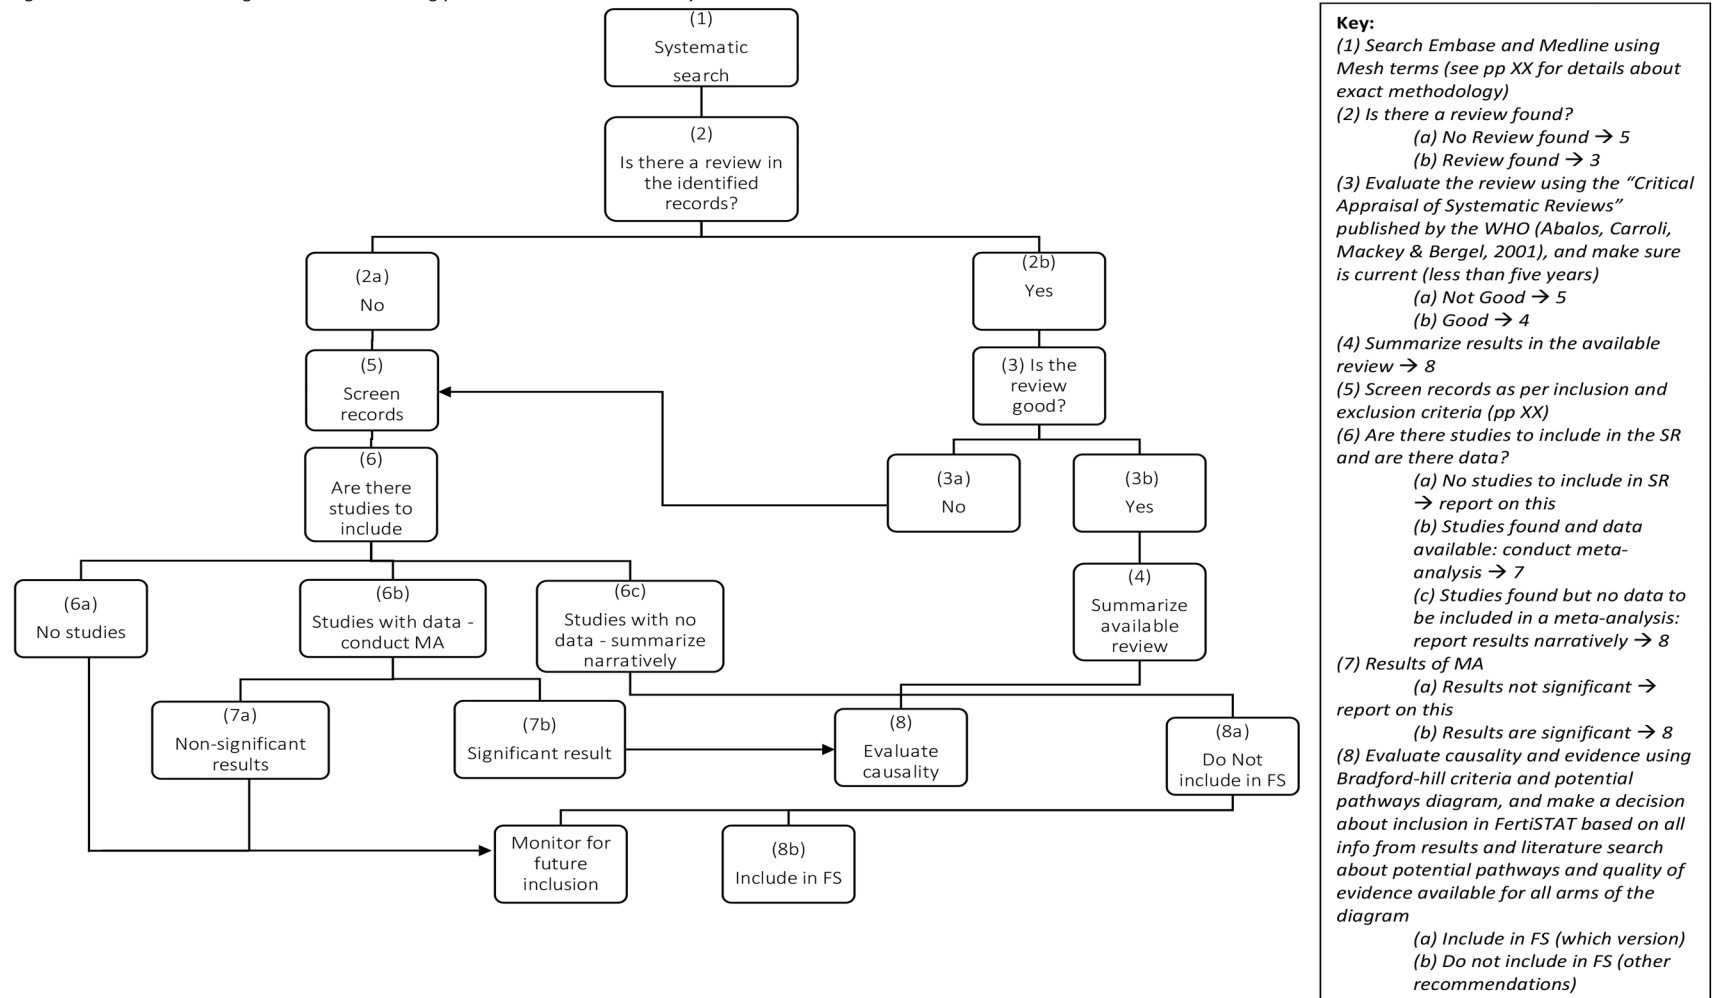 (1)
Systematic
search
(2)
Is there a review in
the identified
records?
(2a)
No
(2b)
Yes
(5)
Screen
records
(3) Is the
review
good?
(6)
Are there
studies to
include
(3a)
No
(3b)
Yes
(6a)
No studies
(6b)
Studies with data -
conduct MA
(6c)
Studies with no
data - summarize
narratively
(4)
Summarize
available
review
(7a)
Non-significant
results
(7b)
Significant result
(8)
Evaluate
causality
(8a)
Do Not
include in FS
Monitor for
future
inclusion
(8b)
Include in FS
Key:
(1) Search Embase and Medline using
Mesh terms (see pp XX for details about
exact methodology)
(2) Is there a review found?
(a) No Review found → 5
(b) Review found → 3
(3) Evaluate the review using the “Critical
Appraisal of Systematic Reviews”
published by the WHO (Abalos, Carroli,
Mackey & Bergel, 2001), and make sure
is current (less than five years)
(a) Not Good → 5
(b) Good → 4
(4) Summarize results in the available
review → 8
(5) Screen records as per inclusion and
exclusion criteria (pp XX)
(6) Are there studies to include in the SR
and are there data?
(a) No studies to include in SR
→ report on this
(b) Studies found and data
available: conduct meta-
analysis → 7
(c) Studies found but no data to
be included in a meta-analysis:
report results narratively → 8
(7) Results of MA
(a) Results not significant →
report on this
(b) Results are significant → 8
(8) Evaluate causality and evidence using
Bradford-hill criteria and potential
pathways diagram, and make a decision
about inclusion in FertiSTAT based on all
info from results and literature search
about potential pathways and quality of
evidence available for all arms of the
diagram
(a) Include in FS (which version)
(b) Do not include in FS (other
recommendations)